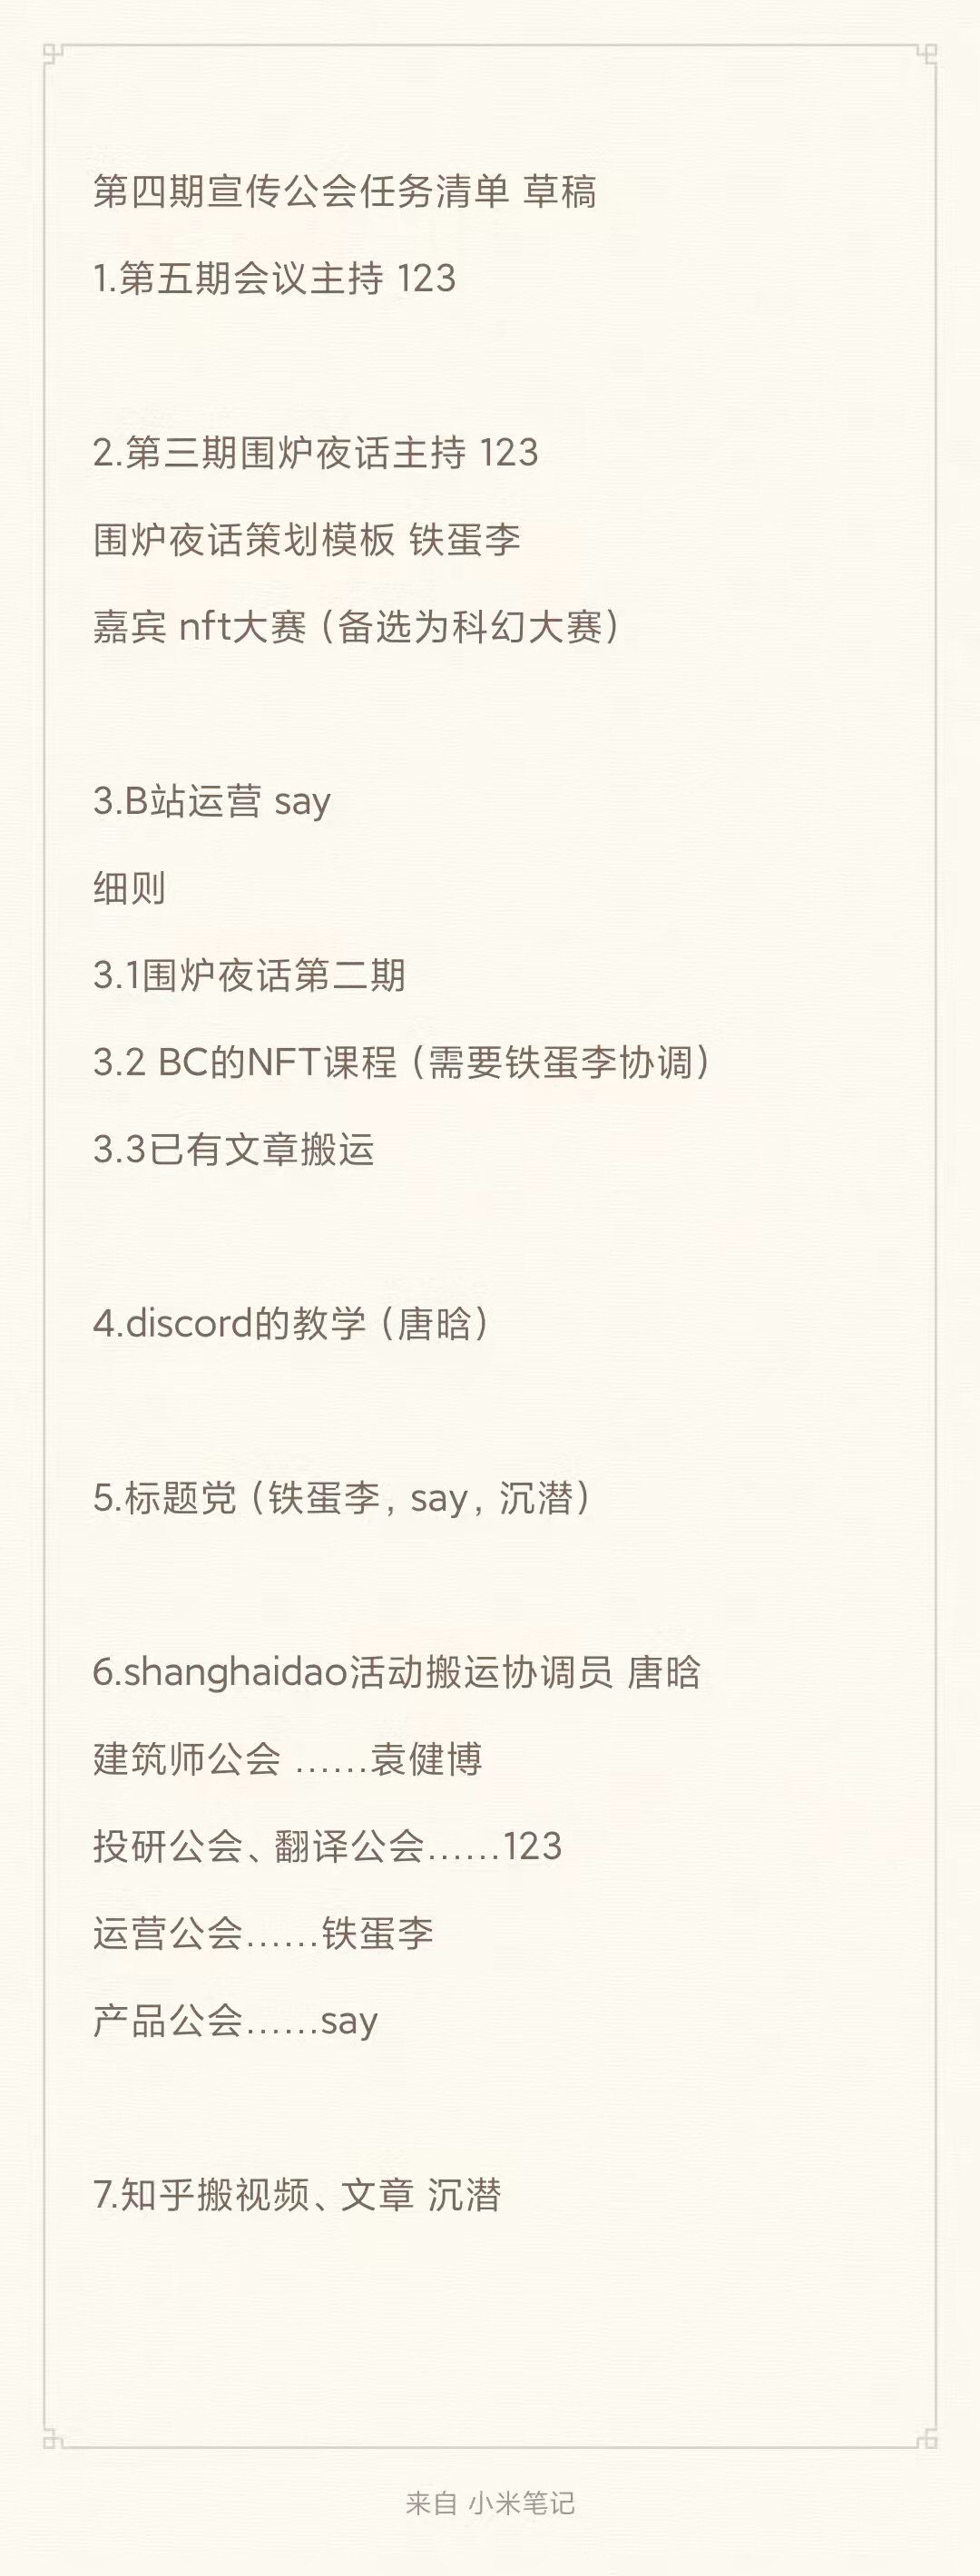 第四期宣传公会任务清单 草稿
1.第五期会议主持 123
2.第三期围炉夜话主持 123
围炉夜话策划模板 铁蛋李
嘉宾 nft大赛（备选为科幻大赛）
3.B站运营 say
细则
3.1围炉夜话第二期
3.2 BC的NFT课程（需要铁蛋李协调）
3.3已有文章搬运
4.discord的教学（唐晗）
5.标题党（铁蛋李，say，沉潜）
6.shanghaidao活动搬运协调员 唐晗
建筑师公会 ……袁健博
投研公会、翻译公会……123
运营公会……铁蛋李
产品公会……say
7.知乎搬视频、文章 沉潜
来自 小米笔记